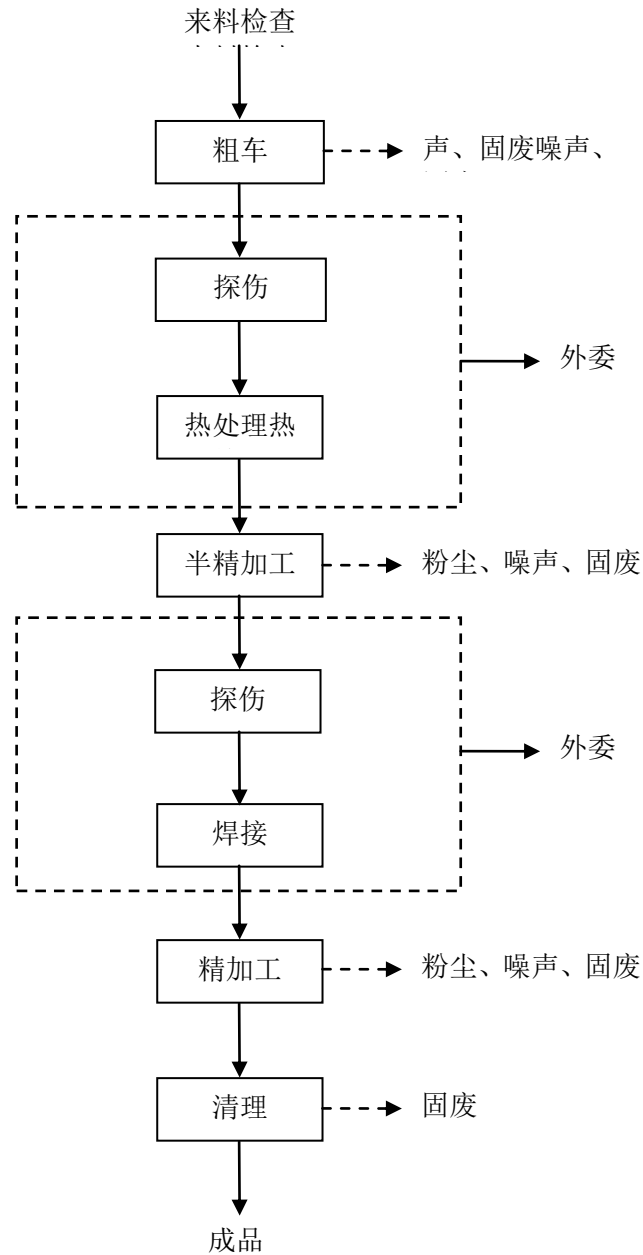 来料检查
粗车
声、固废噪声、
探伤
外委
热处理热
半精加工
粉尘、噪声、固废
探伤
外委
焊接
精加工
粉尘、噪声、固废
清理
固废
成品